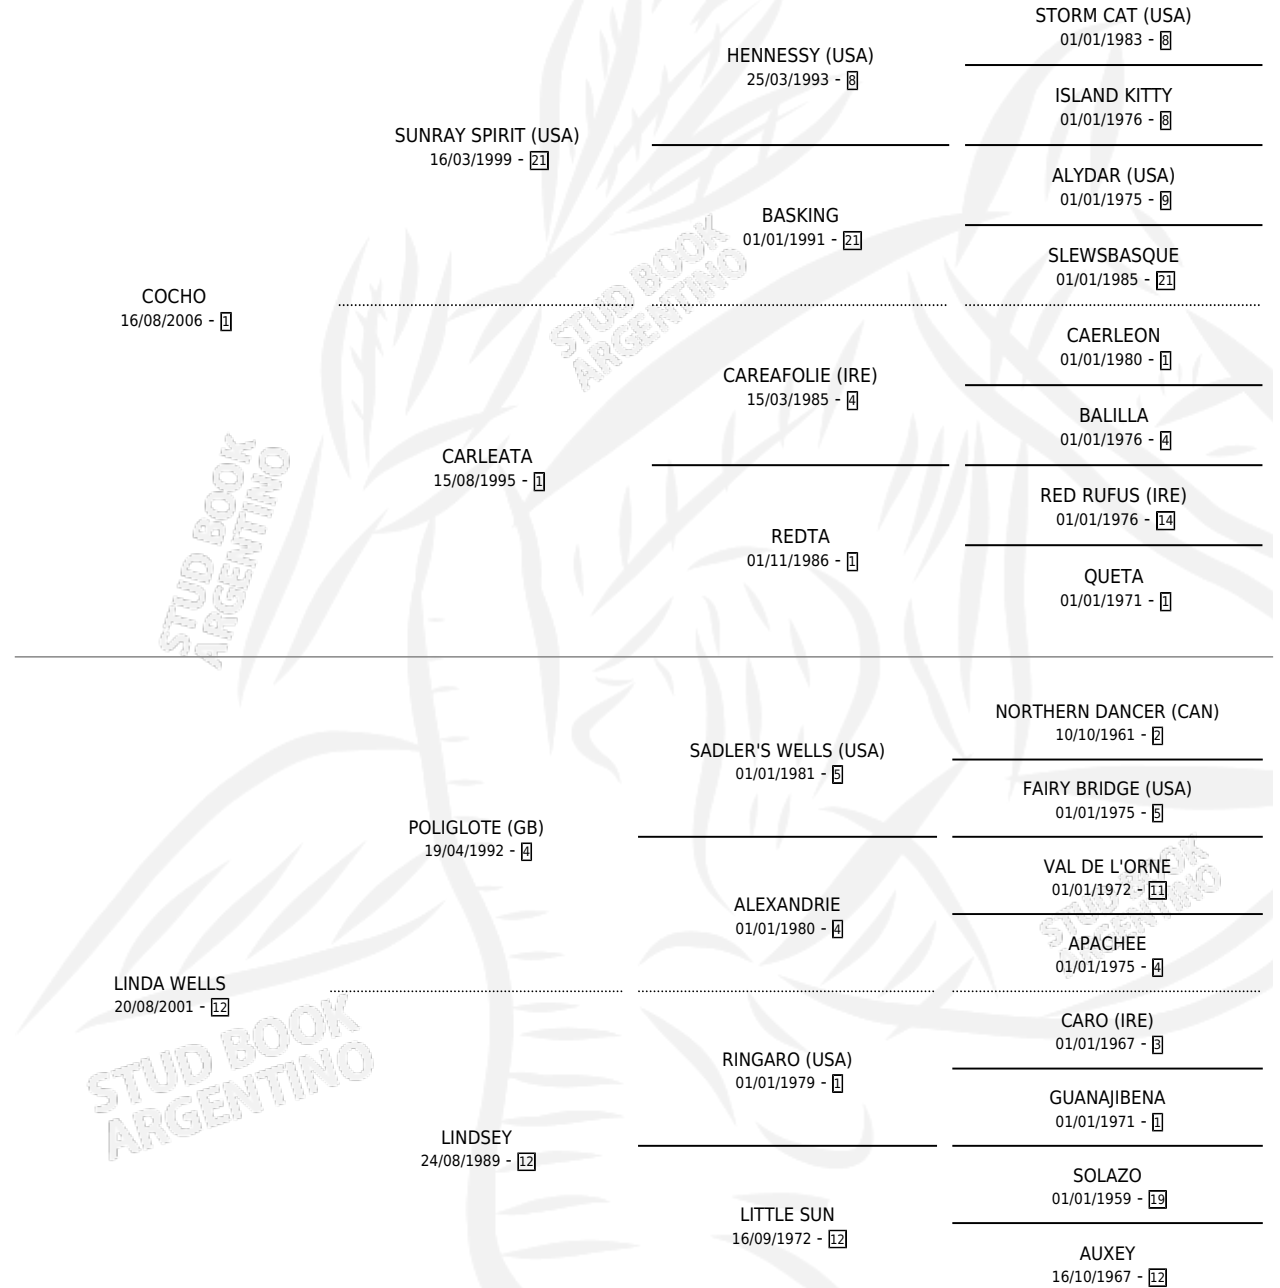 STORM CAT (USA)
01/01/1983 - 8
HENNESSY (USA)
25/03/1993 - 8
ISLAND KITTY
01/01/1976 - 8
SUNRAY SPIRIT (USA)
16/03/1999 - 21
ALYDAR (USA)
01/01/1975 - 9
BASKING
01/01/1991 - 21
SLEWSBASQUE
01/01/1985 - 21
COCHO
16/08/2006 - 1
STUD BOOK
ARGENTINO
CAERLEON
01/01/1980 - 1
CAREAFOLIE (IRE)
15/03/1985 - 4
BALILLA
01/01/1976 - 4
CARLEATA
15/08/1995 - 1
RED RUFUS (IRE)
01/01/1976 - 14
REDTA
01/11/1986 - 1
QUETA
01/01/1971 - 1
STUD BOOK
ARGENTINO
NORTHERN DANCER (CAN)
10/10/1961 - 2
SADLER'S WELLS (USA)
01/01/1981 - 5
FAIRY BRIDGE (USA)
01/01/1975 - 5
POLIGLOTE (GB)
19/04/1992 - 4
VAL DE L'ORNE
01/01/1972 - 11
ALEXANDRIE
01/01/1980 - 4
APACHEE
01/01/1975 - 4
STUD BOOK
ARGENTINO
LINDA WELLS
20/08/2001 - 12
STUD BOOK
ARGENTINO
CARO (IRE)
01/01/1967 - 3
RINGARO (USA)
01/01/1979 - 1
GUANAJIBENA
01/01/1971 - 1
LINDSEY
24/08/1989 - 12
SOLAZO
01/01/1959 - 19
LITTLE SUN
16/09/1972 - 12
AUXEY
16/10/1967 - 12